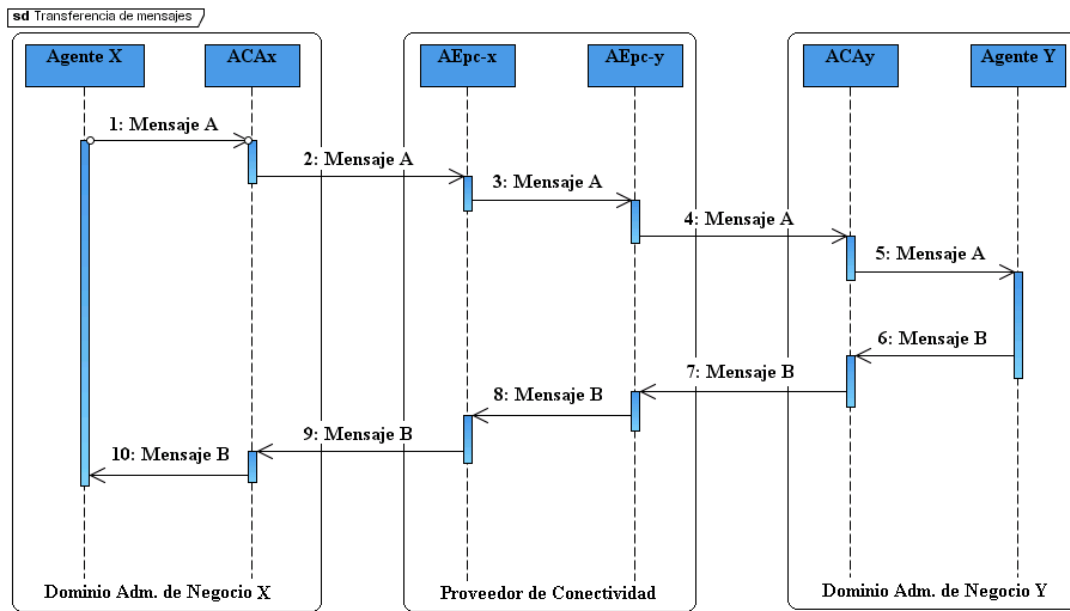 sd Transferencia de mensajes
Agente X
ACAx
AEpc-x
AEpc-y
ACAy
Agente Y
1: Mensaje A
2: Mensaje A
3: Mensaje A
4: Mensaje A
5: Mensaje A
6: Mensaje B
7: Mensaje B
8: Mensaje B
9: Mensaje B
10: Mensaje B
Dominio Adm. de Negocio X
Proveedor de Conectividad
Dominio Adm. de Negocio Y